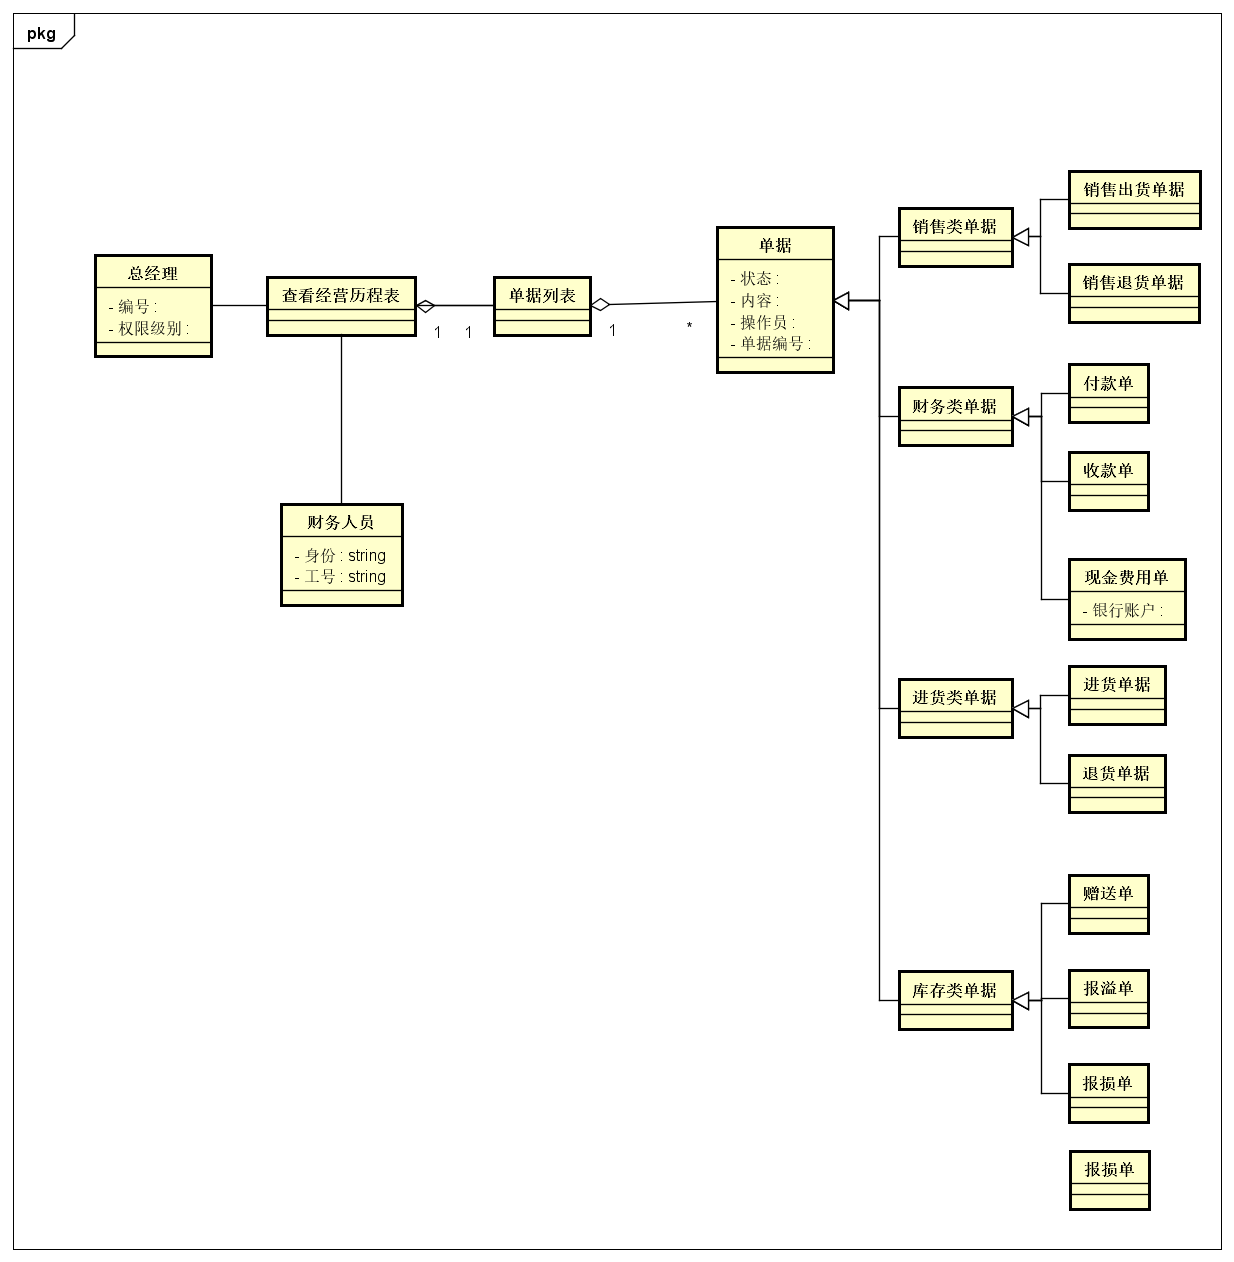 pkg
总经理
- 编号 :
- 权限级别 :
查看经营历程表
1
1
单据列表
1
*
单据
- 状态 :
- 内容 :
- 操作员 :
- 单据编号 :
财务人员
- 身份 : string
- 工号 : string
销售类单据
销售出货单据
销售退货单据
财务类单据
付款单
收款单
现金费用单
- 银行账户 :
进货类单据
进货单据
退货单据
库存类单据
赠送单
报溢单
报损单
报损单